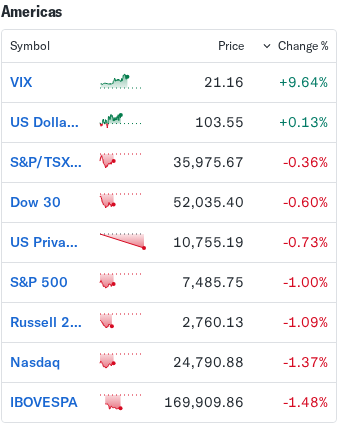 Americas
Symbol Price Change %
VIX 21.16 +9.64%
US Dolla... 103.55 +0.13%
S&P/TSX... 35,975.67 -0.36%
Dow 30 52,035.40 -0.60%
US Priva... 10,755.19 -0.73%
S&P 500 7,485.75 -1.00%
Russell 2... 2,760.13 -1.09%
Nasdaq 24,790.88 -1.37%
IBOVESPA 169,909.86 -1.48%